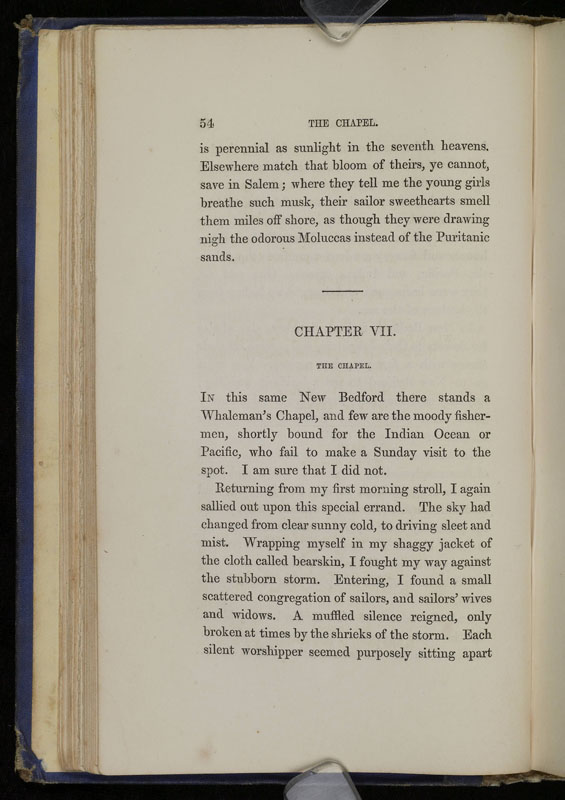 54 THE CHAPEL.
is perennial as sunlight in the seventh heavens.
Elsewhere match that bloom of theirs, ye cannot,
save in Salem; where they tell me the young girls
breathe such musk, their sailor sweethearts smell
them miles off shore, as though they were drawing
nigh the odorous Moluccas instead of the Puritanic
sands.
CHAPTER VII.
THE CHAPEL.
IN this same New Bedford there stands a
Whaleman's Chapel, and few are the moody fisher-
men, shortly bound for the Indian Ocean or
Pacific, who fail to make a Sunday visit to the
spot. I am sure that I did not.
Returning from my first morning stroll, I again
sallied out upon this special errand. The sky had
changed from clear sunny cold, to driving sleet and
mist. Wrapping myself in my shaggy jacket of
the cloth called bearskin, I fought my way against
the stubborn storm. Entering, I found a small
scattered congregation of sailors, and sailors' wives
and widows. A muffled silence reigned, only
broken at times by the shrieks of the storm. Each
silent worshipper seemed purposely sitting apart